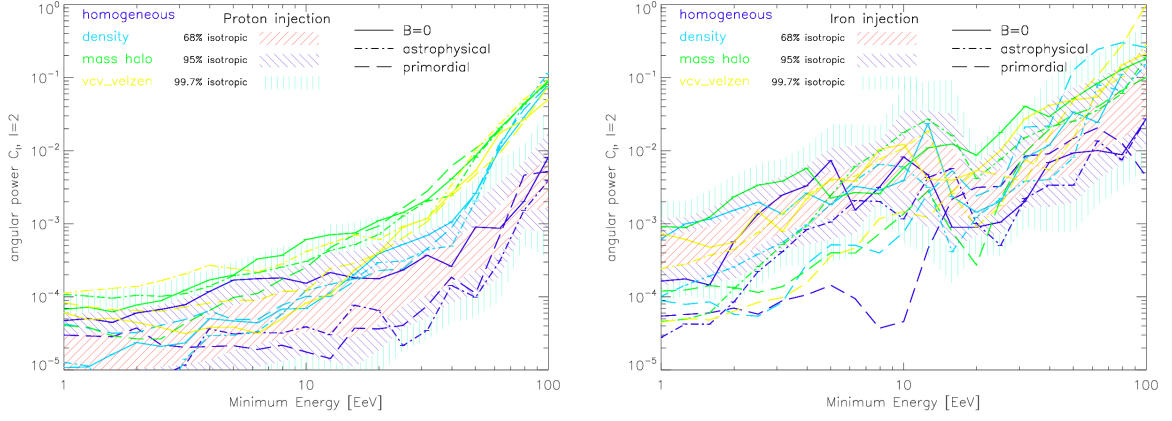 homogeneous Proton injection
density 68% isotropic B=0
mass halo 95% isotropic astrophysical
vcv_velzen 99.7% isotropic primordial
angular power C_l, l=2
10^0
10^-1
10^-2
10^-3
10^-4
10^-5
1 10 100
Minimum Energy [EeV]
homogeneous Iron injection
density 68% isotropic B=0
mass halo 95% isotropic astrophysical
vcv_velzen 99.7% isotropic primordial
angular power C_l, l=2
10^0
10^-1
10^-2
10^-3
10^-4
10^-5
1 10 100
Minimum Energy [EeV]